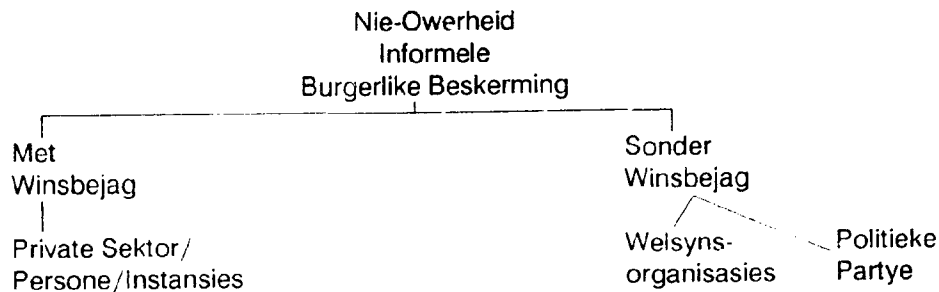 Nie-Owerheid
Informele
Burgerlike Beskerming
Met
Winsbejag
Sonder
Winsbejag
Private Sektor/
Persone/Instansies
Welsyns-
organisasies
Politieke
Partye